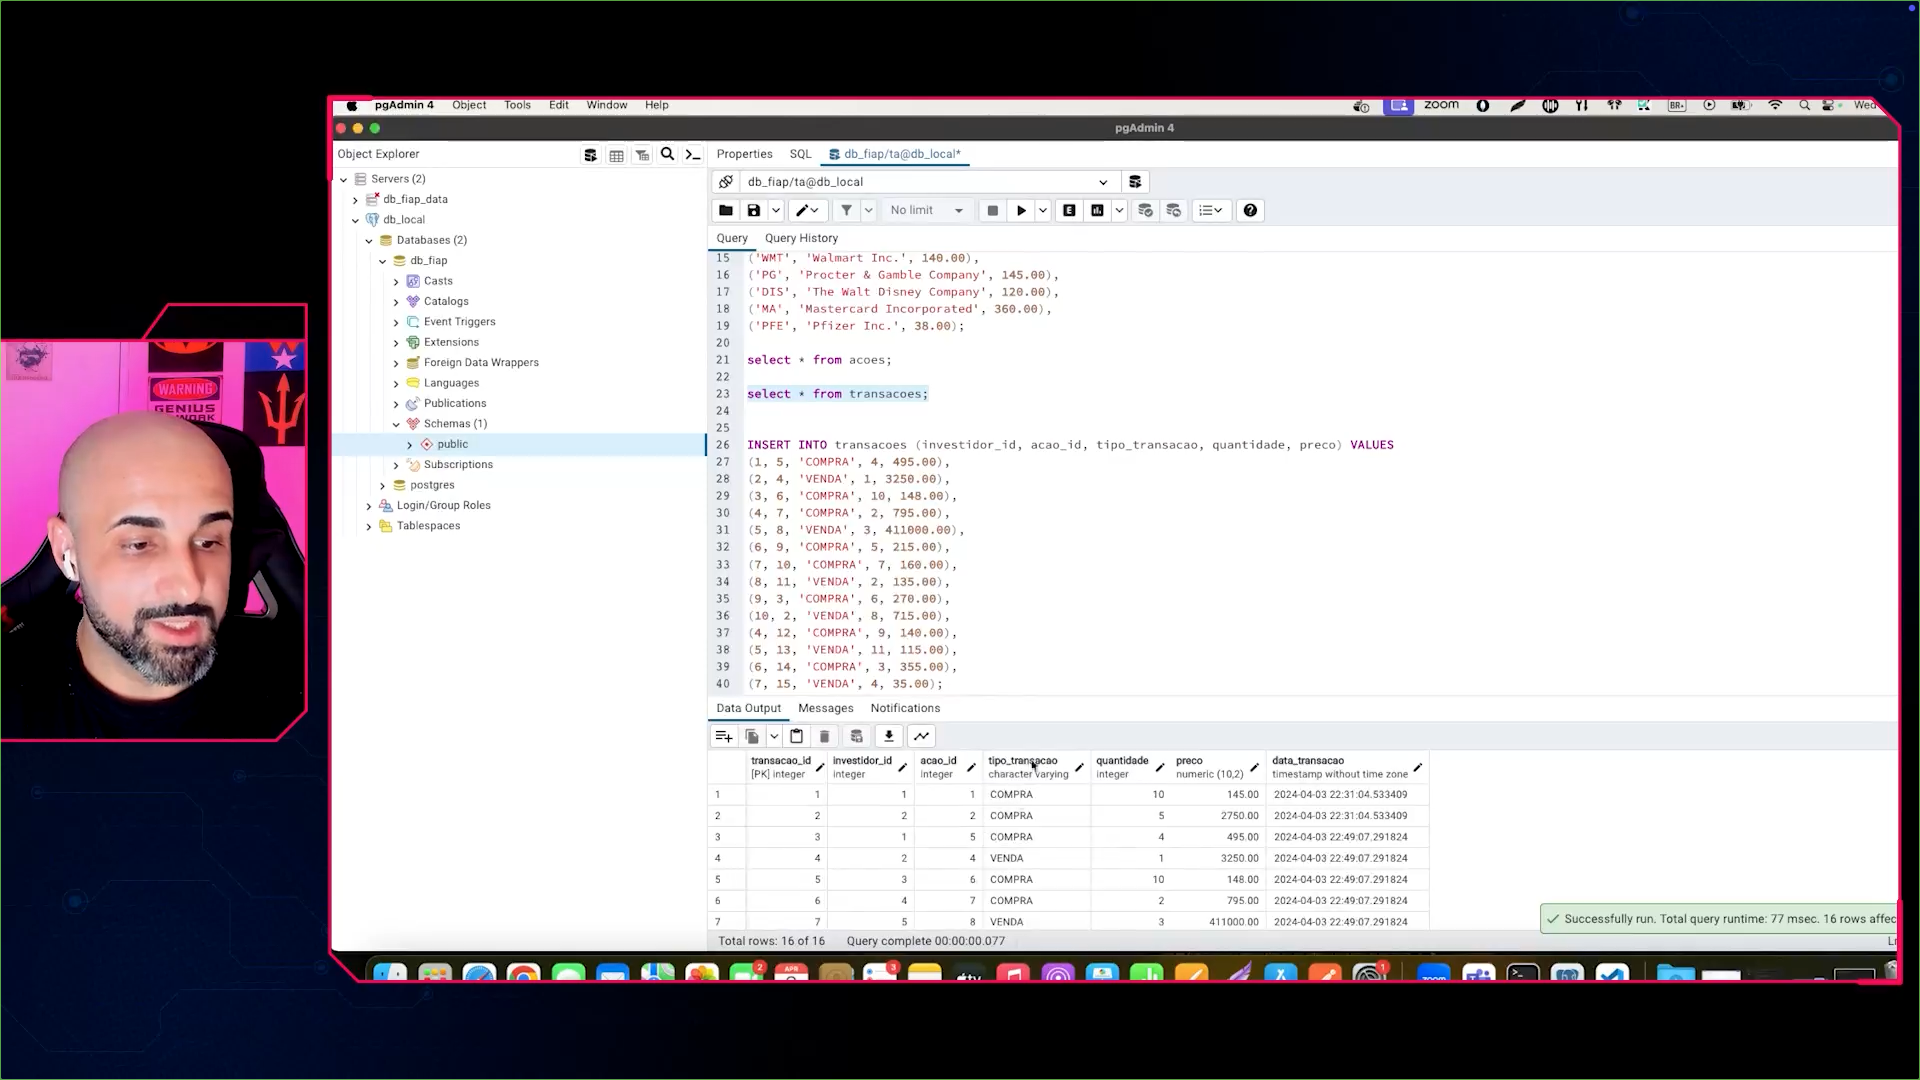 pgAdmin 4 Object Tools Edit Window Help
zoom BR Wed
pgAdmin 4
Object Explorer
Properties SQL db_fiap/ta@db_local*
Servers (2)
db_fiap_data
db_local
Databases (2)
db_fiap
Casts
Catalogs
Event Triggers
Extensions
Foreign Data Wrappers
Languages
Publications
Schemas (1)
public
Subscriptions
postgres
Login/Group Roles
Tablespaces
db_fiap/ta@db_local
No limit
E
Query Query History
15 ('WMT', 'Walmart Inc.', 140.00),
16 ('PG', 'Procter & Gamble Company', 145.00),
17 ('DIS', 'The Walt Disney Company', 120.00),
18 ('MA', 'Mastercard Incorporated', 360.00),
19 ('PFE', 'Pfizer Inc.', 38.00);
20
21 select * from acoes;
22
23 select * from transacoes;
24
25
26 INSERT INTO transacoes (investidor_id, acao_id, tipo_transacao, quantidade, preco) VALUES
27 (1, 5, 'COMPRA', 4, 495.00),
28 (2, 4, 'VENDA', 1, 3250.00),
29 (3, 6, 'COMPRA', 10, 148.00),
30 (4, 7, 'COMPRA', 2, 795.00),
31 (5, 8, 'VENDA', 3, 411000.00),
32 (6, 9, 'COMPRA', 5, 215.00),
33 (7, 10, 'COMPRA', 7, 160.00),
34 (8, 11, 'VENDA', 2, 135.00),
35 (9, 3, 'COMPRA', 6, 270.00),
36 (10, 2, 'VENDA', 8, 715.00),
37 (4, 12, 'COMPRA', 9, 140.00),
38 (5, 13, 'VENDA', 11, 115.00),
39 (6, 14, 'COMPRA', 3, 355.00),
40 (7, 15, 'VENDA', 4, 35.00);
Data Output Messages Notifications
transacao_id investidor_id acao_id tipo_transacao quantidade preco data_transacao
[PK] integer integer integer character varying integer numeric (10,2) timestamp without time zone
1 1 1 1 COMPRA 10 145.00 2024-04-03 22:31:04.533409
2 2 2 2 COMPRA 5 2750.00 2024-04-03 22:31:04.533409
3 3 1 5 COMPRA 4 495.00 2024-04-03 22:49:07.291824
4 4 2 4 VENDA 1 3250.00 2024-04-03 22:49:07.291824
5 5 3 6 COMPRA 10 148.00 2024-04-03 22:49:07.291824
6 6 4 7 COMPRA 2 795.00 2024-04-03 22:49:07.291824
7 7 5 8 VENDA 3 411000.00 2024-04-03 22:49:07.291824
Successfully run. Total query runtime: 77 msec. 16 rows affec
Total rows: 16 of 16 Query complete 00:00:00.077
WARNING
GENIUS
2
APR
3
1
zoom